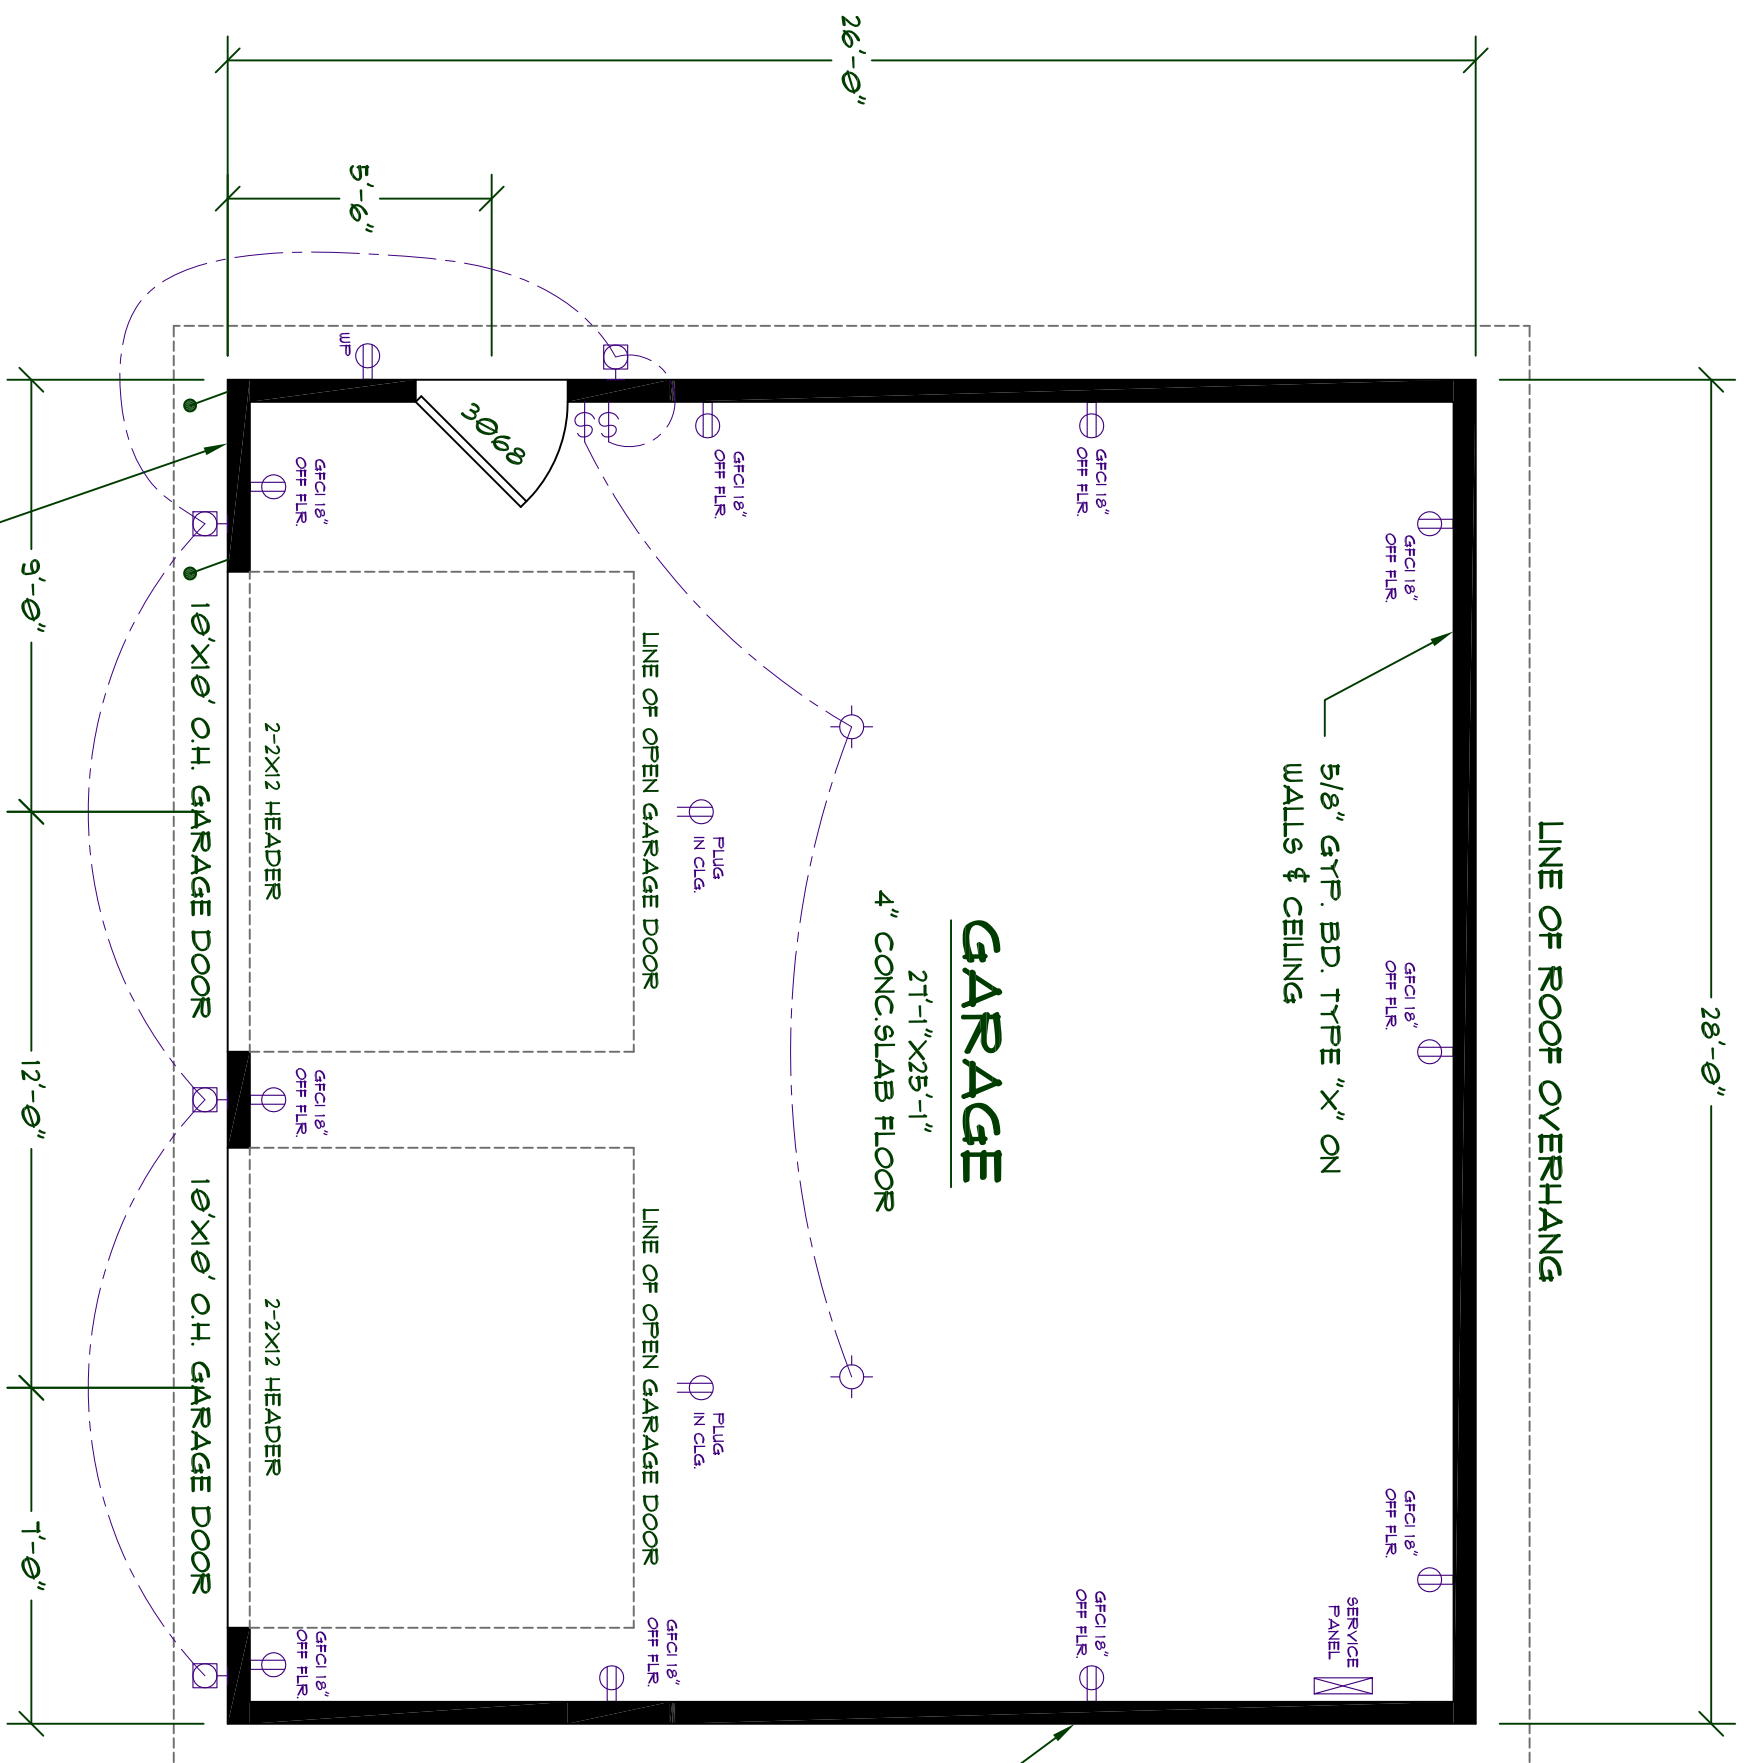 LINE OF ROOF OVERHANG
28'-0"
26'-0"
5'-6"
5/8" GYP. BD. TYPE "X" ON
WALLS & CEILING
GFCI 18"
OFF FLR.
GFCI 18"
OFF FLR.
GFCI 18"
OFF FLR.
SERVICE
PANEL
GFCI 18"
OFF FLR.
GFCI 18"
OFF FLR.
GARAGE
27'-1"X25'-1"
4" CONC.SLAB FLOOR
GFCI 18"
OFF FLR.
PLUG
IN CLG.
PLUG
IN CLG.
GFCI 18"
OFF FLR.
LINE OF OPEN GARAGE DOOR
LINE OF OPEN GARAGE DOOR
3068
$$
WP
GFCI 18"
OFF FLR.
GFCI 18"
OFF FLR.
GFCI 18"
OFF FLR.
2-2X12 HEADER
2-2X12 HEADER
10'X10' O.H. GARAGE DOOR
10'X10' O.H. GARAGE DOOR
9'-0"
12'-0"
7'-0"